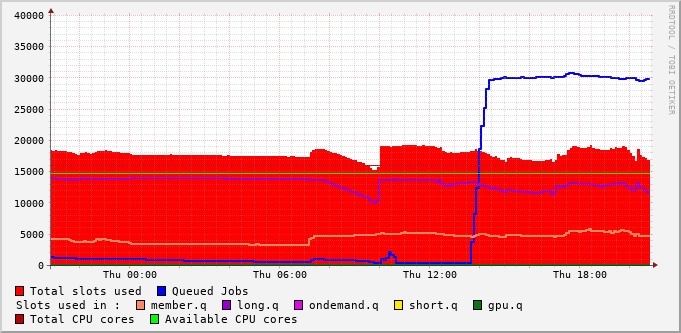 40000
35000
30000
25000
20000
15000
10000
5000
0
Thu 00:00 Thu 06:00 Thu 12:00 Thu 18:00
Total slots used Queued Jobs
Slots used in : member.q long.q ondemand.q short.q gpu.q
Total CPU cores Available CPU cores
RRDTOOL / TOBI OETIKER